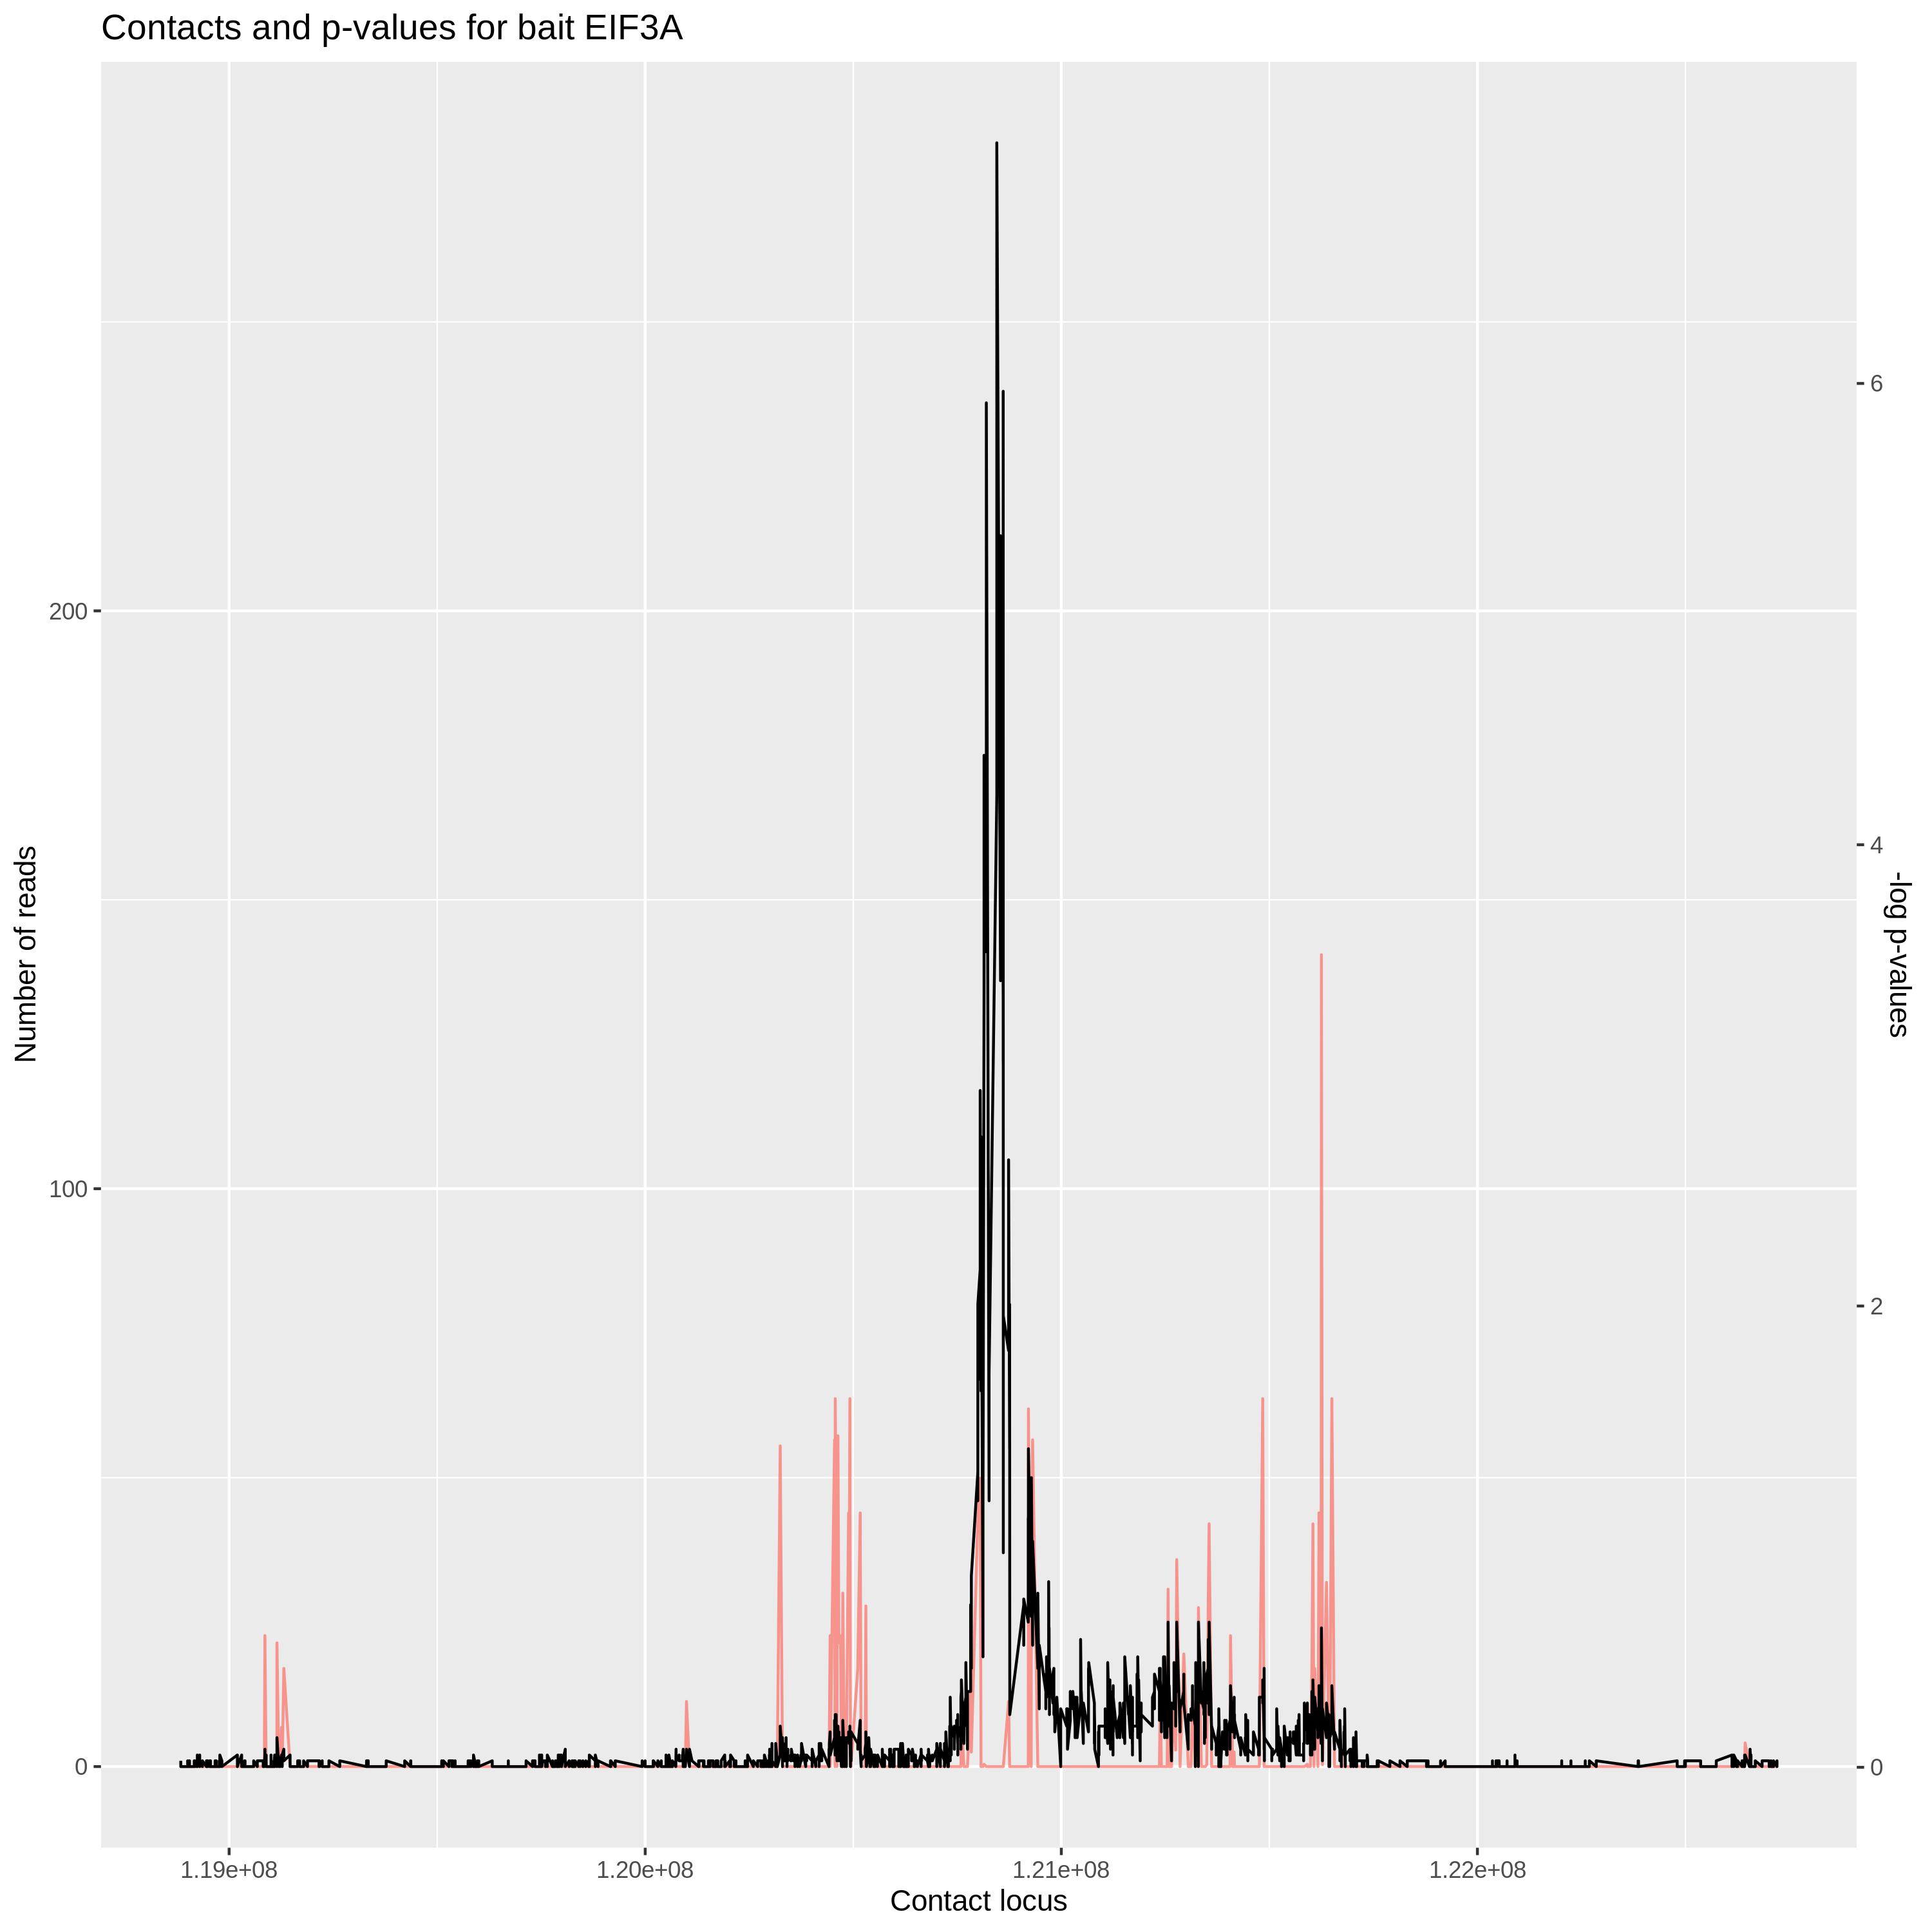 Contacts and p-values for bait EIF3A
Number of reads
200
100
0
6
4
2
0
-log p-values
1.19e+08
1.20e+08
1.21e+08
1.22e+08
Contact locus